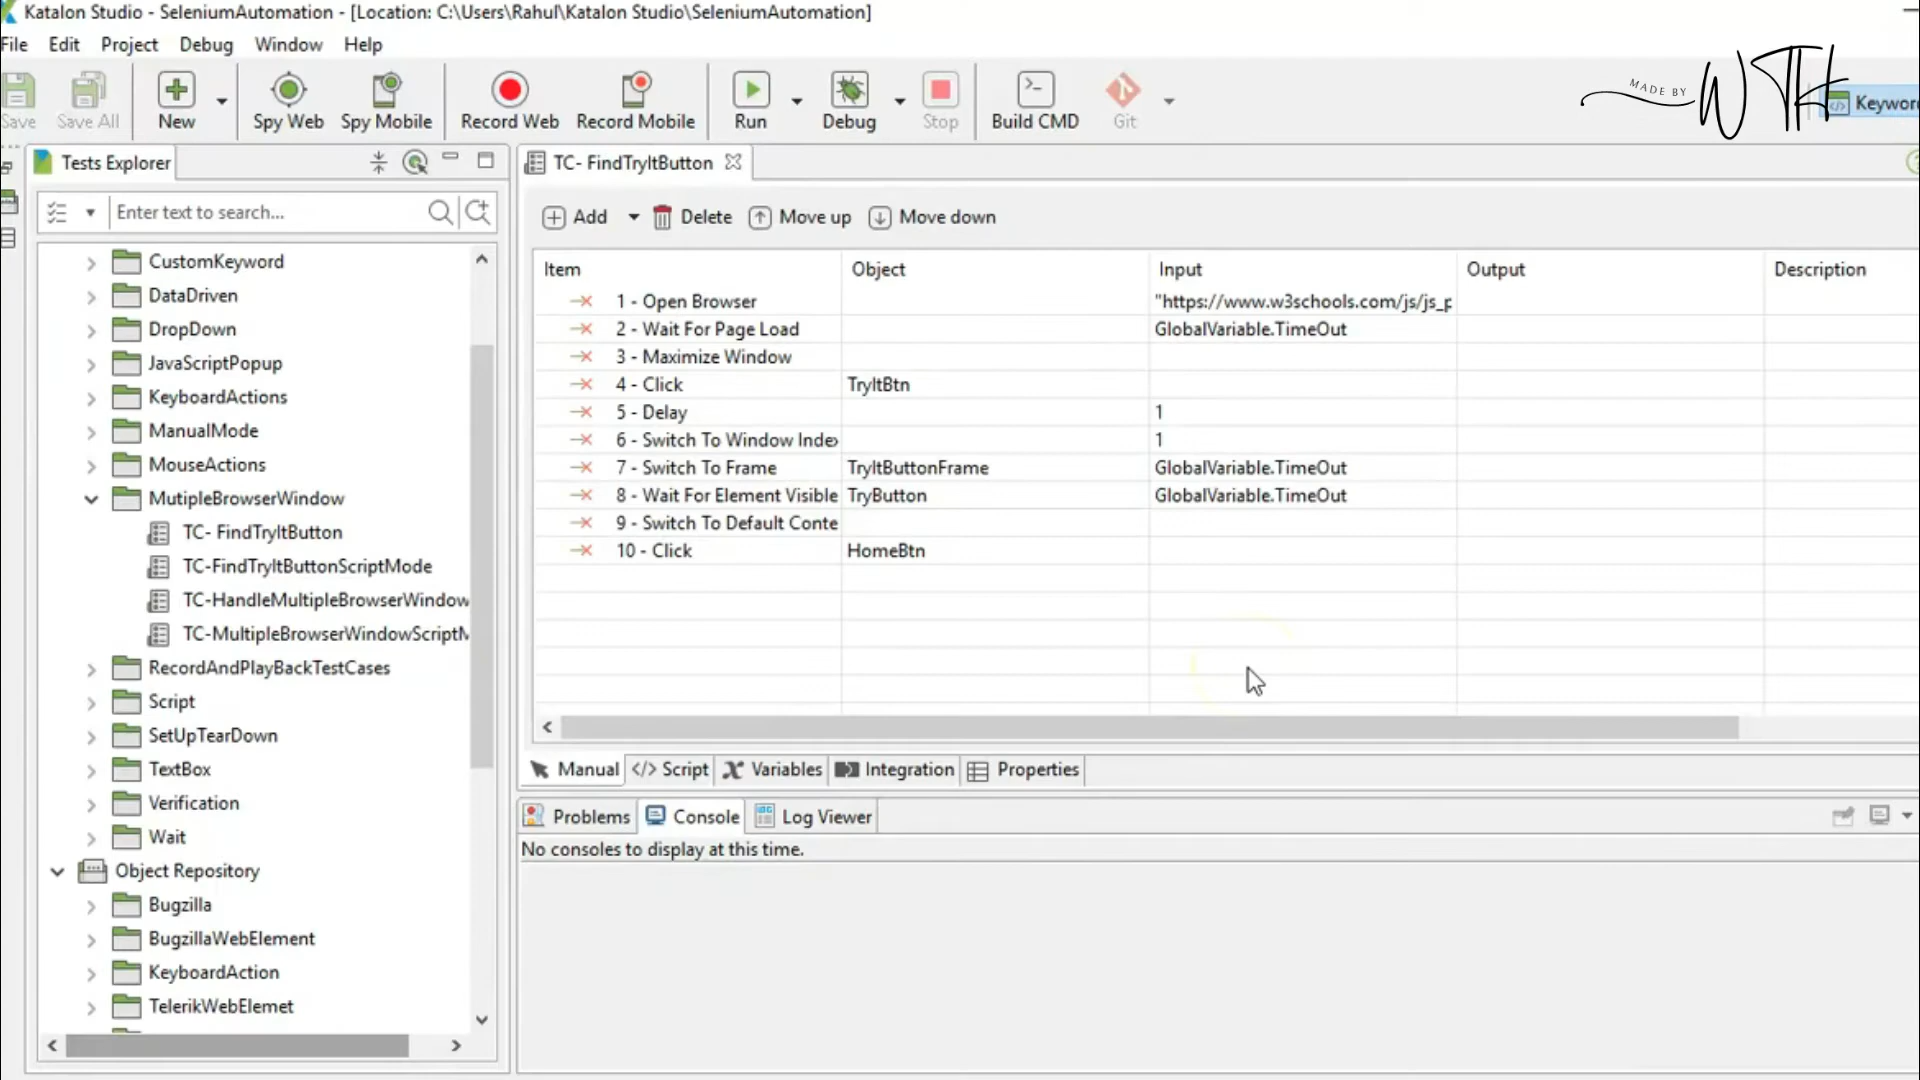 Katalon Studio - SeleniumAutomation - [Location: C:\Users\Rahul\Katalon Studio\SeleniumAutomation]
File Edit Project Debug Window Help
MADE BY WTH
Save Save All New Spy Web Spy Mobile Record Web Record Mobile Run Debug Stop Build CMD Git Keyword
Tests Explorer
Enter text to search...
CustomKeyword
DataDriven
DropDown
JavaScriptPopup
KeyboardActions
ManualMode
MouseActions
MutipleBrowserWindow
TC- FindTryItButton
TC-FindTryItButtonScriptMode
TC-HandleMultipleBrowserWindow
TC-MultipleBrowserWindowScriptM
RecordAndPlayBackTestCases
Script
SetUpTearDown
TextBox
Verification
Wait
Object Repository
Bugzilla
BugzillaWebElement
KeyboardAction
TelerikWebElemet
TC- FindTryItButton
Add Delete Move up Move down
Item Object Input Output Description
1 - Open Browser "https://www.w3schools.com/js/js_p
2 - Wait For Page Load GlobalVariable.TimeOut
3 - Maximize Window
4 - Click TryItBtn
5 - Delay 1
6 - Switch To Window Index 1
7 - Switch To Frame TryItButtonFrame GlobalVariable.TimeOut
8 - Wait For Element Visible TryButton GlobalVariable.TimeOut
9 - Switch To Default Conte
10 - Click HomeBtn
Manual Script Variables Integration Properties
Problems Console Log Viewer
No consoles to display at this time.